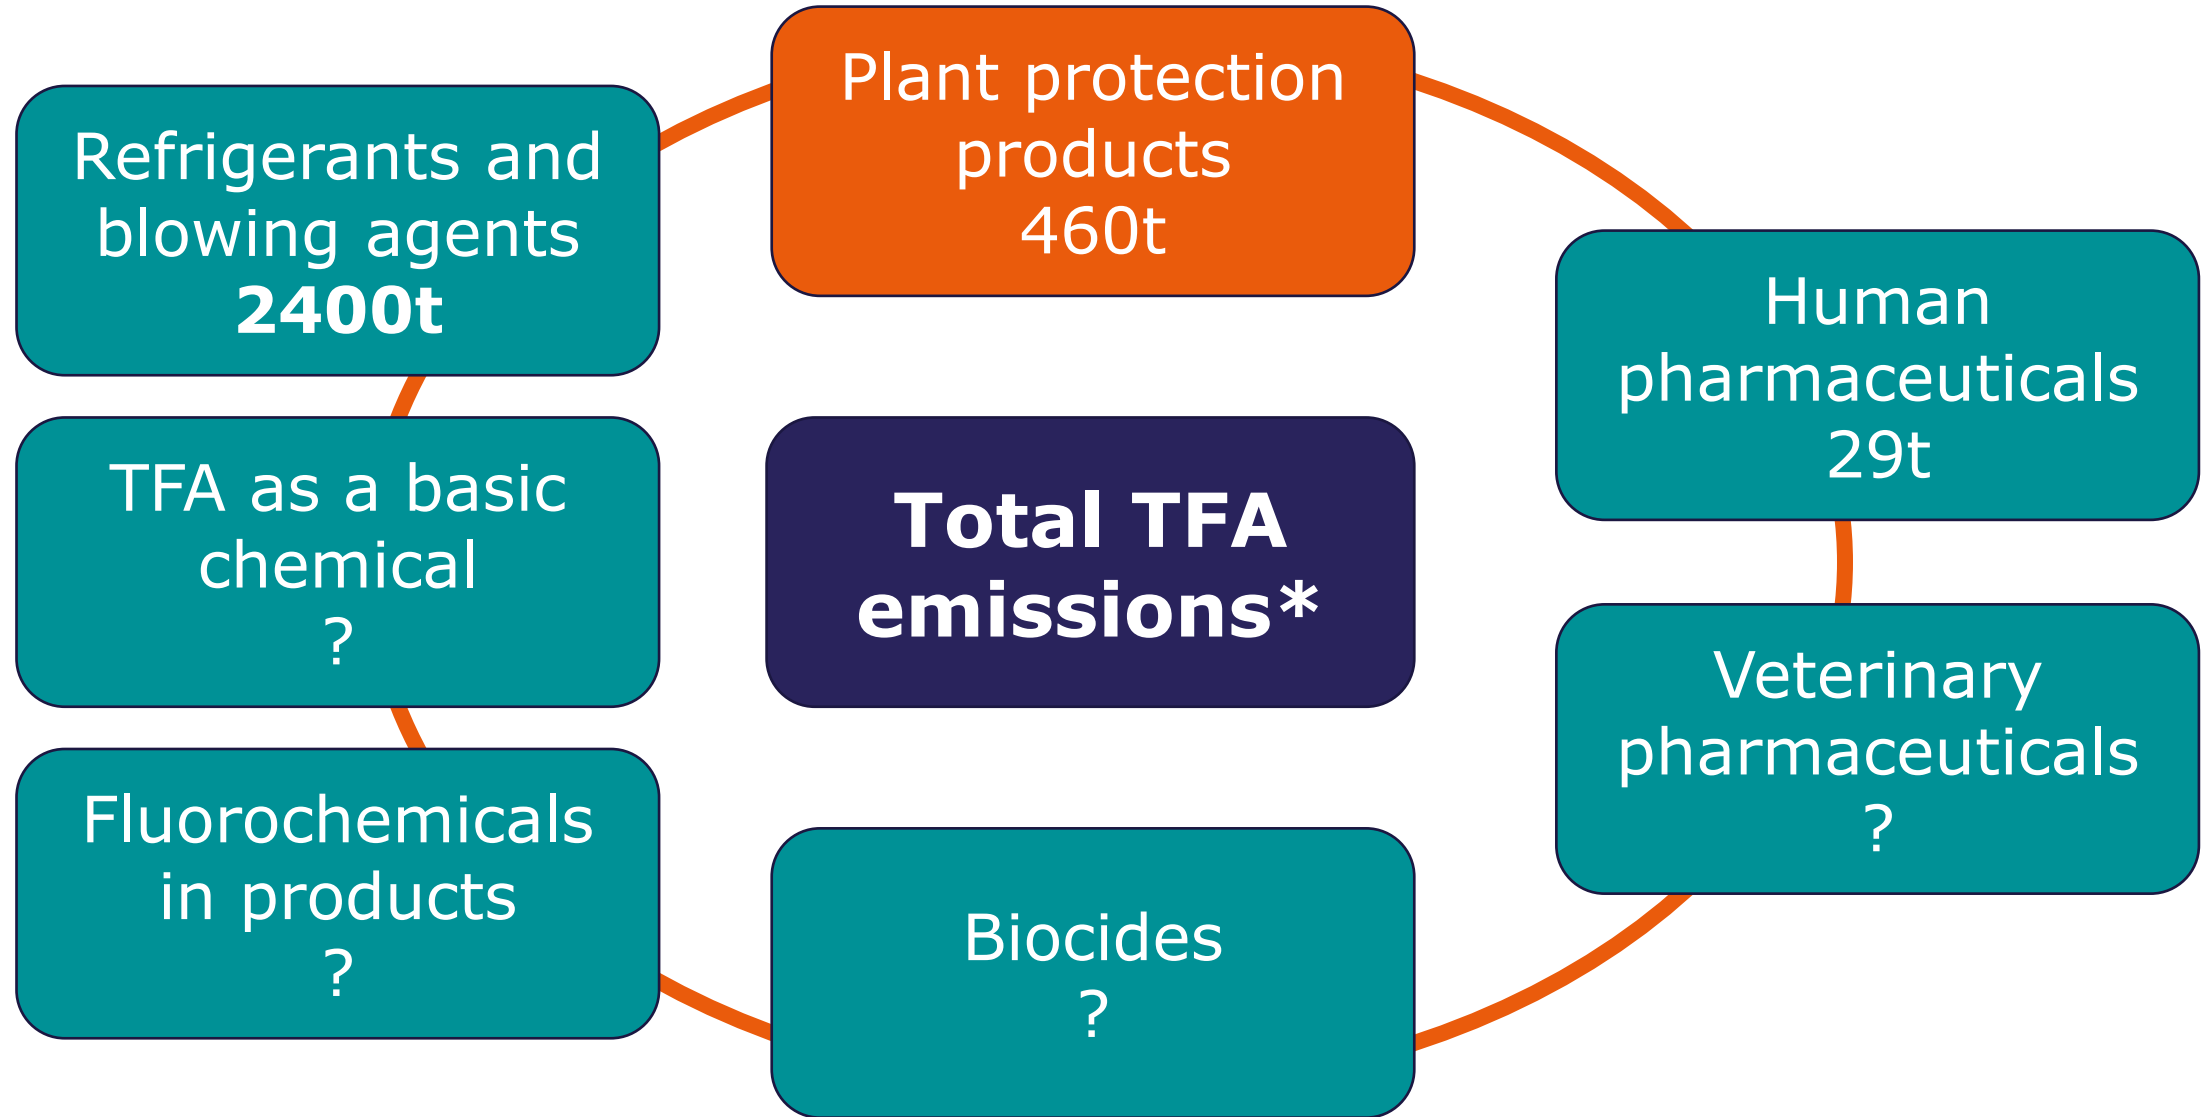 Plant protection
products
460t
Refrigerants and
blowing agents
2400t
Human
pharmaceuticals
29t
TFA as a basic
chemical
?
Total TFA
emissions*
Veterinary
pharmaceuticals
?
Fluorochemicals
in products
?
Biocides
?